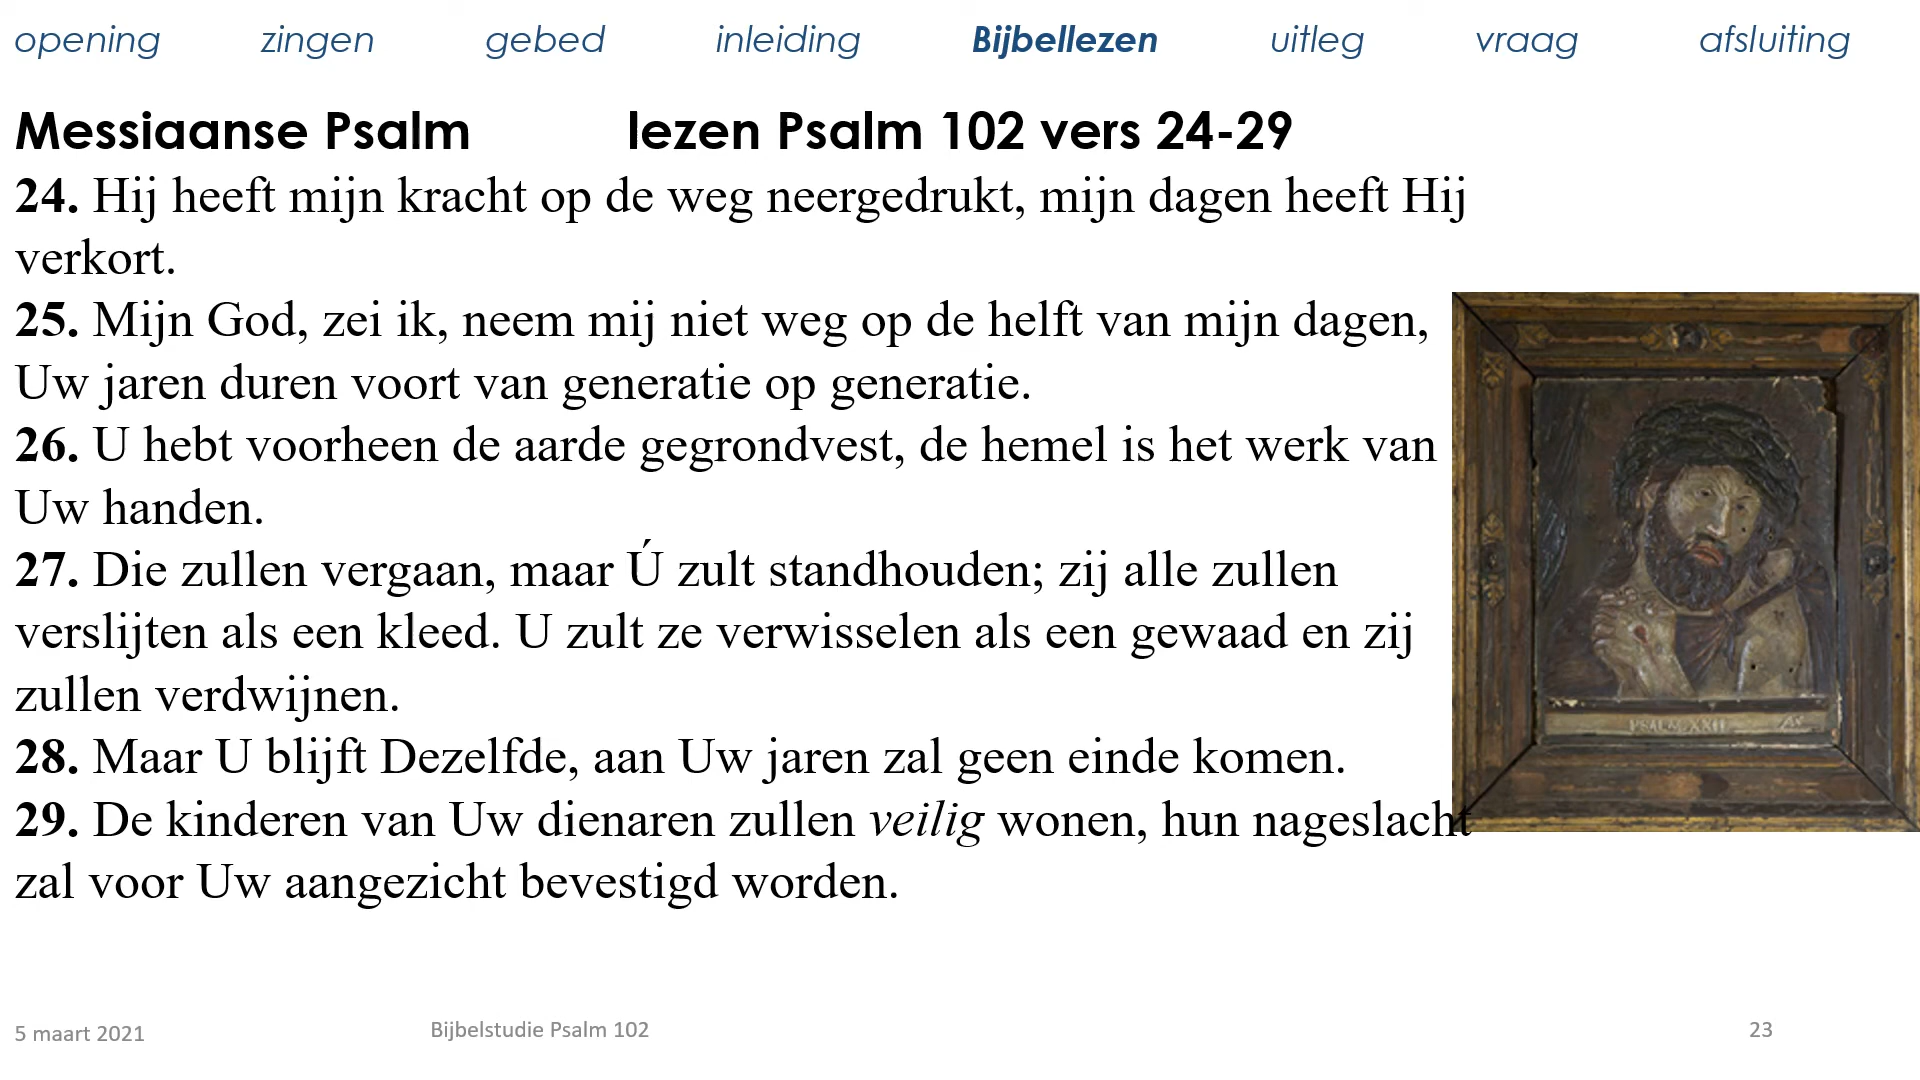 opening zingen gebed inleiding Bijbellezen uitleg vraag afsluiting
Messiaanse Psalm lezen Psalm 102 vers 24-29
24. Hij heeft mijn kracht op de weg neergedrukt, mijn dagen heeft Hij
verkort.
25. Mijn God, zei ik, neem mij niet weg op de helft van mijn dagen,
Uw jaren duren voort van generatie op generatie.
26. U hebt voorheen de aarde gegrondvest, de hemel is het werk van
Uw handen.
27. Die zullen vergaan, maar Ú zult standhouden; zij alle zullen
verslijten als een kleed. U zult ze verwisselen als een gewaad en zij
zullen verdwijnen.
28. Maar U blijft Dezelfde, aan Uw jaren zal geen einde komen.
29. De kinderen van Uw dienaren zullen veilig wonen, hun nageslacht
zal voor Uw aangezicht bevestigd worden.
PSALM XXII
5 maart 2021 Bijbelstudie Psalm 102 23